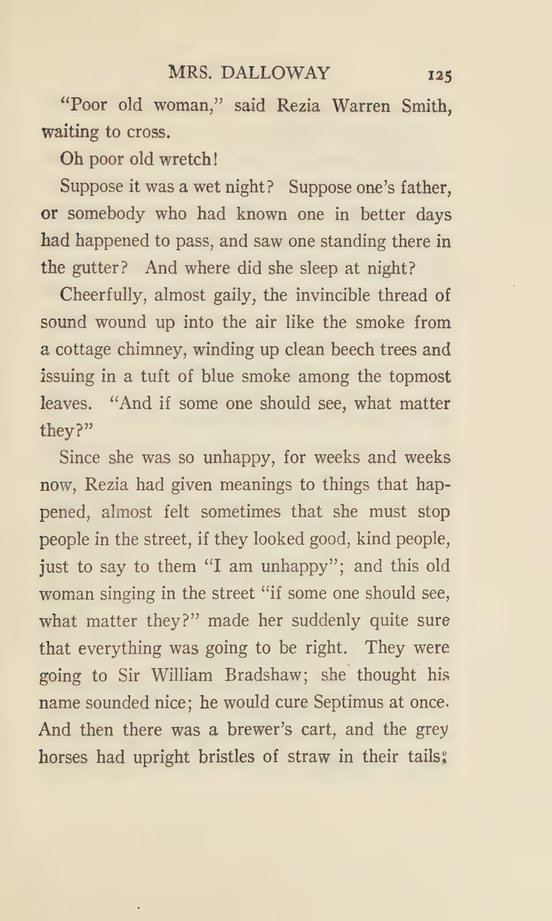 MRS. DALLOWAY 125
“Poor old woman,” said Rezia Warren Smith,
waiting to cross.
Oh poor old wretch!
Suppose it was a wet night? Suppose one’s father,
or somebody who had known one in better days
had happened to pass, and saw one standing there in
the gutter? And where did she sleep at night?
Cheerfully, almost gaily, the invincible thread of
sound wound up into the air like the smoke from
a cottage chimney, winding up clean beech trees and
issuing in a tuft of blue smoke among the topmost
leaves. “And if some one should see, what matter
they?”
Since she was so unhappy, for weeks and weeks
now, Rezia had given meanings to things that hap-
pened, almost felt sometimes that she must stop
people in the street, if they looked good, kind people,
just to say to them “I am unhappy”; and this old
woman singing in the street “if some one should see,
what matter they?” made her suddenly quite sure
that everything was going to be right. They were
going to Sir William Bradshaw; she thought his
name sounded nice; he would cure Septimus at once.
And then there was a brewer’s cart, and the grey
horses had upright bristles of straw in their tails;